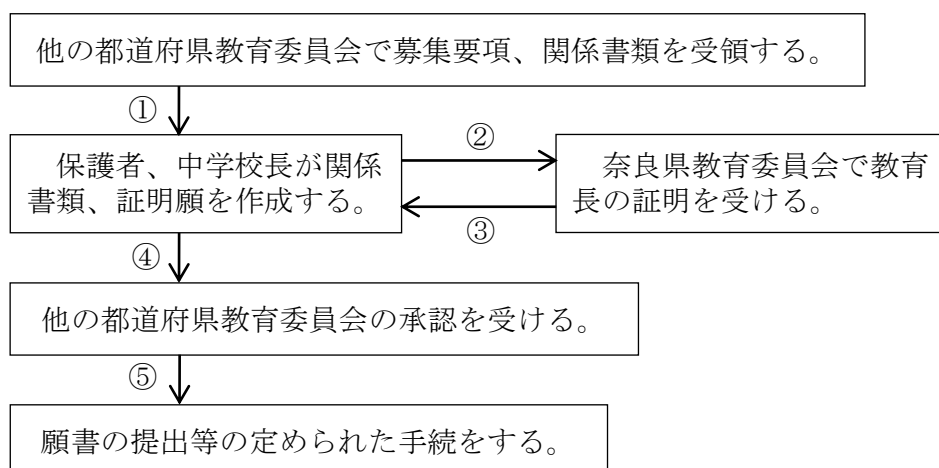 他の都道府県教育委員会で募集要項、関係書類を受領する。
①
②
保護者、中学校長が関係
書類、証明願を作成する。
奈良県教育委員会で教育
長の証明を受ける。
③
④
他の都道府県教育委員会の承認を受ける。
⑤
願書の提出等の定められた手続をする。